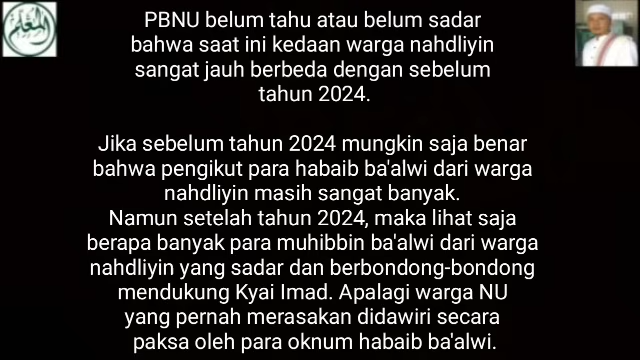 PBNU belum tahu atau belum sadar
bahwa saat ini kedaan warga nahdliyin
sangat jauh berbeda dengan sebelum
tahun 2024.
Jika sebelum tahun 2024 mungkin saja benar
bahwa pengikut para habaib ba'alwi dari warga
nahdliyin masih sangat banyak.
Namun setelah tahun 2024, maka lihat saja
berapa banyak para muhibbin ba'alwi dari warga
nahdliyin yang sadar dan berbondong-bondong
mendukung Kyai Imad. Apalagi warga NU
yang pernah merasakan didawiri secara
paksa oleh para oknum habaib ba'alwi.